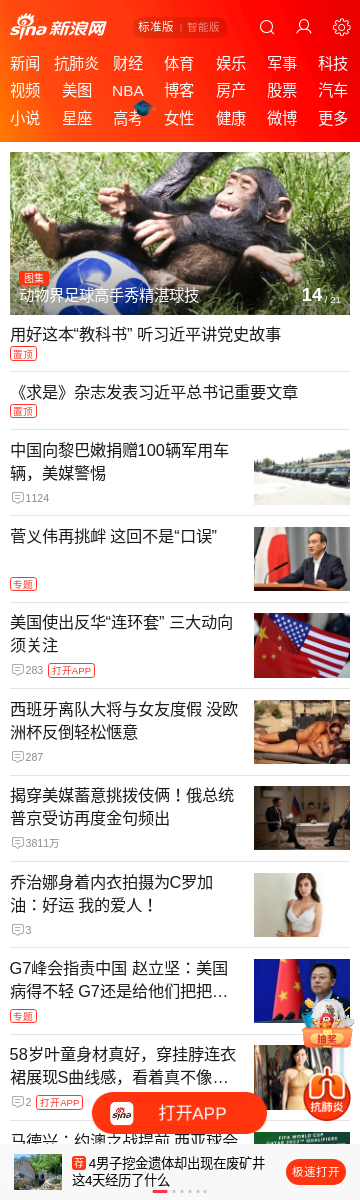 sina 新浪网
标准版 | 智能版
新闻 抗肺炎 财经 体育 娱乐 军事 科技
视频 美图 NBA 博客 房产 股票 汽车
小说 星座 高考 女性 健康 微博 更多
图集
动物界足球高手秀精湛球技 14 / 21
用好这本“教科书” 听习近平讲党史故事
置顶
《求是》杂志发表习近平总书记重要文章
置顶
中国向黎巴嫩捐赠100辆军用车
辆，美媒警惕
1124
菅义伟再挑衅 这回不是“口误”
专题
美国使出反华“连环套” 三大动向
须关注
283 打开APP
西班牙离队大将与女友度假 没欧
洲杯反倒轻松惬意
287
揭穿美媒蓄意挑拨伎俩！俄总统
普京受访再度金句频出
3811万
乔治娜身着内衣拍摄为C罗加
油：好运 我的爱人！
3
G7峰会指责中国 赵立坚：美国
病得不轻 G7还是给他们把把…
专题
抽奖
58岁叶童身材真好，穿挂脖连衣
裙展现S曲线感，看着真不像…
2 打开APP
抗肺炎
sina 打开APP
马德兴：约澳之战提前 西亚球会
FIFA WORLD CUP
荐 4男子挖金遗体却出现在废矿井
这4天经历了什么
极速打开